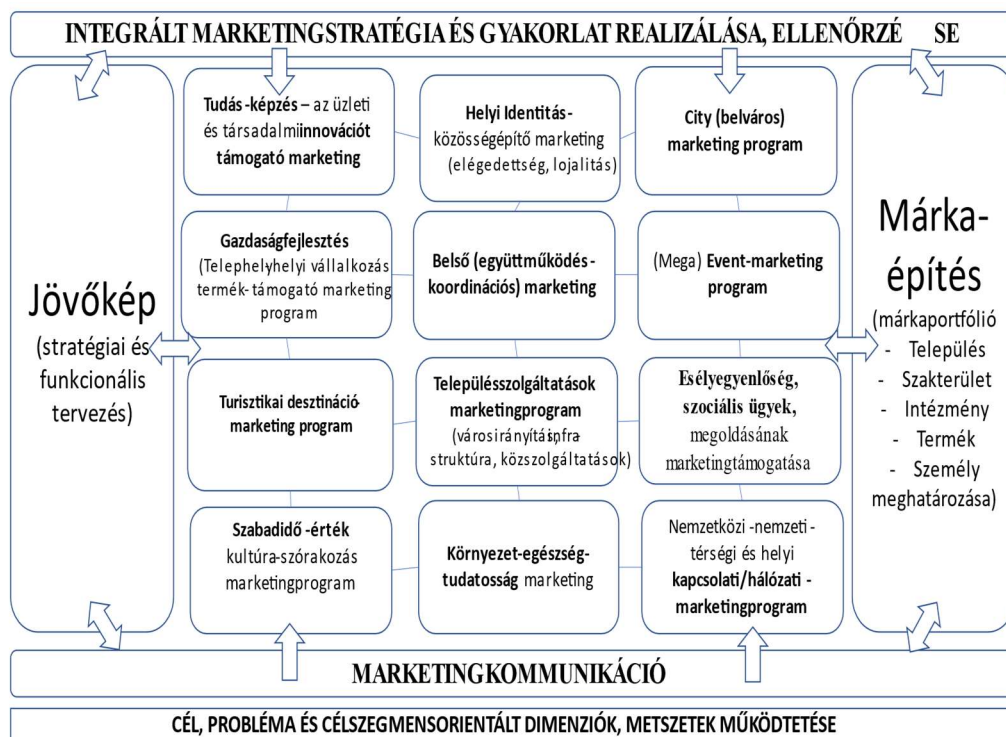 INTEGRÁLT MARKETINGSTRATÉGIA ÉS GYAKORLAT REALIZÁLÁSA, ELLENŐRZÉ SE
Jövőkép
(stratégiai és
funkcionális
tervezés)
Tudás -képzés – az üzleti
és társadalmiinnovációt
támogató marketing
Helyi Identitás-
közösségépítő marketing
(elégedettség, lojalitás)
City (belváros)
marketing program
Gazdaságfejlesztés
(Telephelyhelyi vállalkozás
termék- támogató marketing
program)
Belső (együttműködés -
koordinációs) marketing
(Mega) Event-marketing
program
Turisztikai desztináció-
marketing program
Településszolgáltatások
marketingprogram
(városirányítás,infra-
struktúra, közszolgáltatások)
Esélyegyenlőség,
szociális ügyek,
megoldásának
marketingtámogatása
Szabadidő -érték
kultúra-szórakozás
marketingprogram
Környezet-egészség-
tudatosság marketing
Nemzetközi -nemzeti -
térségi és helyi
kapcsolati/hálózati -
marketingprogram
Márka-
építés
(márkaportfólió
- Település
- Szakterület
- Intézmény
- Termék
- Személy
meghatározása)
MARKETINGKOMMUNIKÁCIÓ
CÉL, PROBLÉMA ÉS CÉLSZEGMENSORIENTÁLT DIMENZIÓK, METSZETEK MŰKÖDTETÉSE